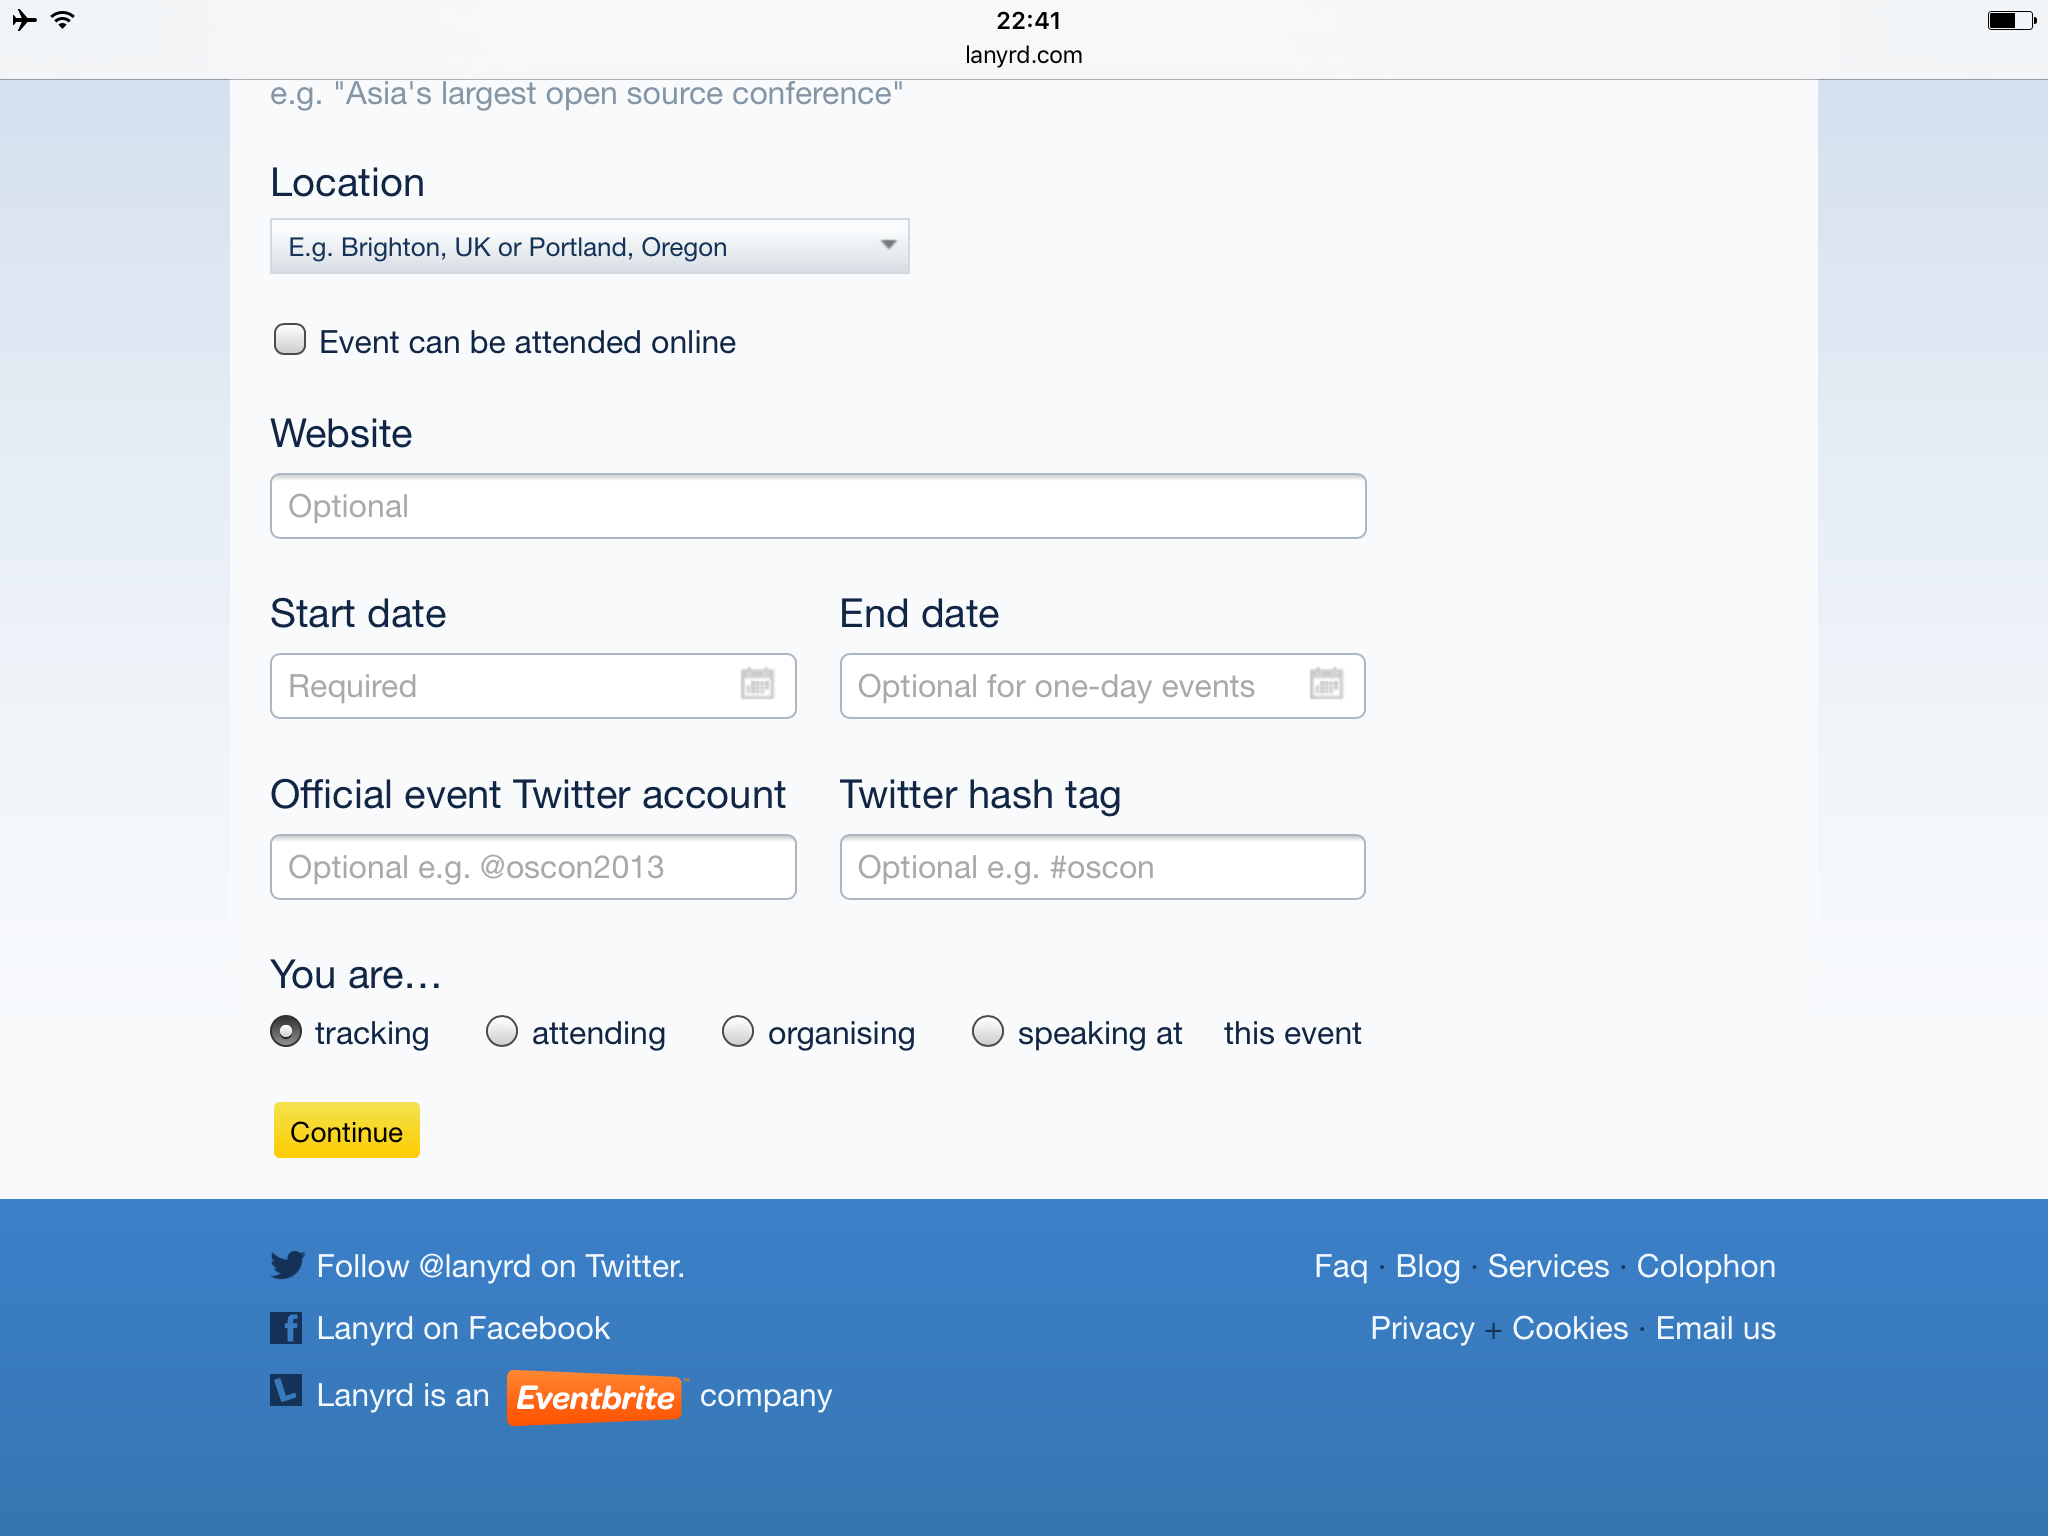 22:41
lanyrd.com
e.g. "Asia's largest open source conference"
Location
E.g. Brighton, UK or Portland, Oregon
Event can be attended online
Website
Optional
Start date End date
Required Optional for one-day events
Official event Twitter account Twitter hash tag
Optional e.g. @oscon2013 Optional e.g. #oscon
You are...
tracking attending organising speaking at this event
Continue
Follow @lanyrd on Twitter. Faq · Blog · Services · Colophon
Lanyrd on Facebook Privacy + Cookies · Email us
Lanyrd is an Eventbrite™ company